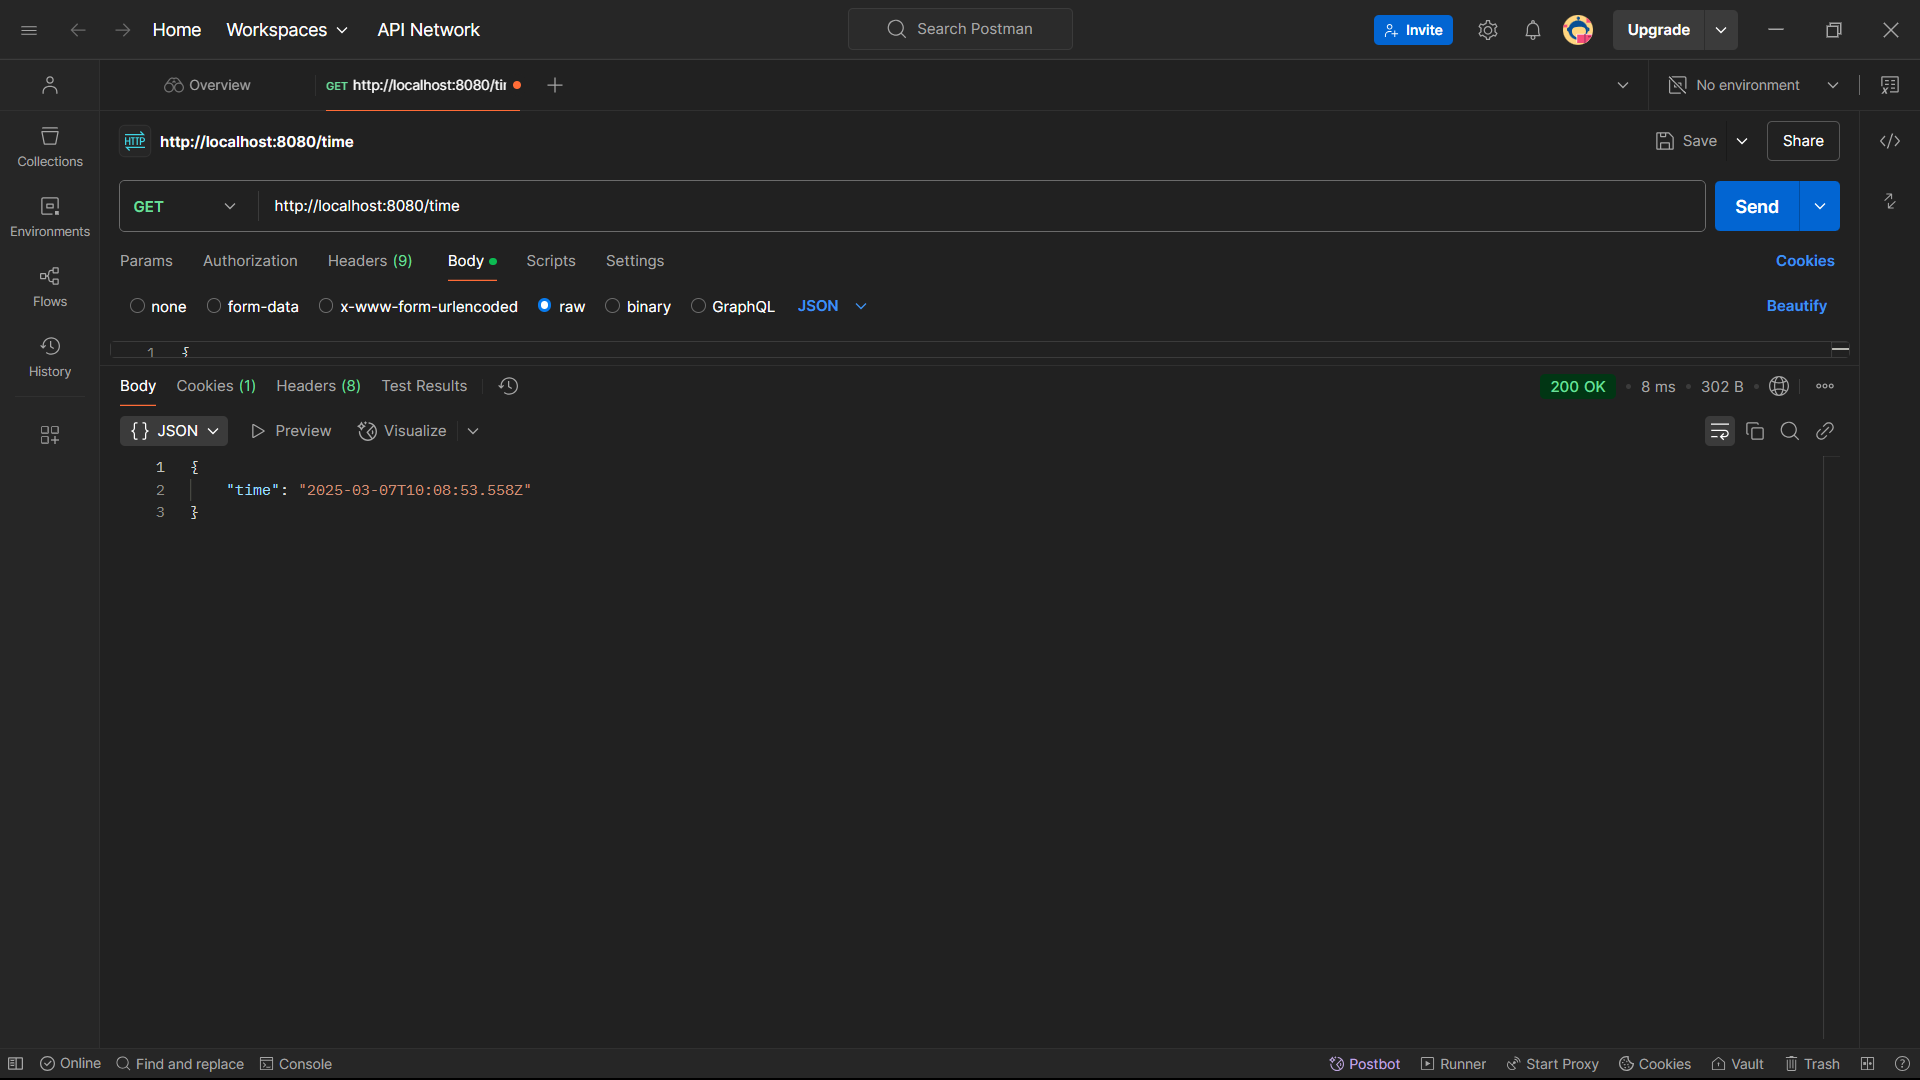 Home Workspaces API Network Search Postman Invite Upgrade
Overview GET http://localhost:8080/ti No environment
HTTP http://localhost:8080/time Save Share
GET http://localhost:8080/time Send
Params Authorization Headers (9) Body Scripts Settings Cookies
none form-data x-www-form-urlencoded raw binary GraphQL JSON Beautify
1 {
Body Cookies (1) Headers (8) Test Results 200 OK • 8 ms • 302 B •
{} JSON Preview Visualize
1 {
2 "time": "2025-03-07T10:08:53.558Z"
3 }
Collections
Environments
Flows
History
Online Find and replace Console Postbot Runner Start Proxy Cookies Vault Trash